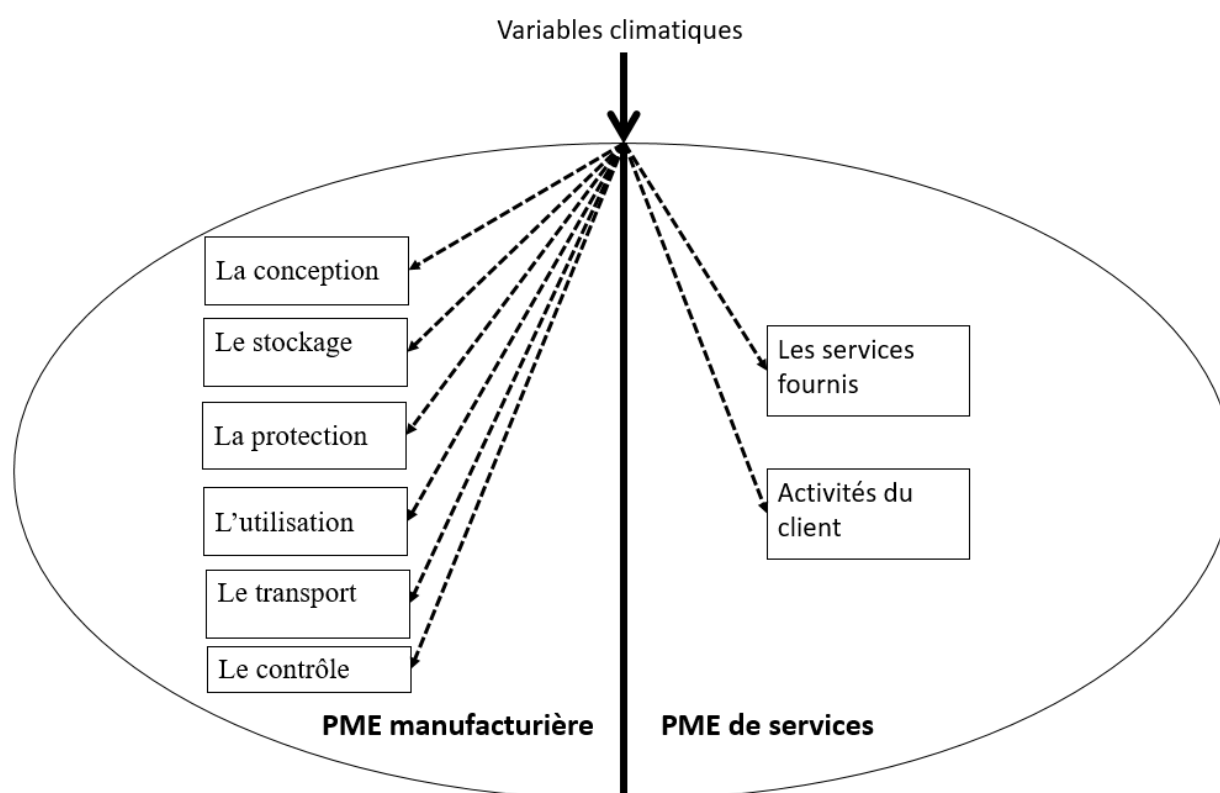 Variables climatiques
La conception
Le stockage
La protection
L’utilisation
Le transport
Le contrôle
Les services
fournis
Activités du
client
PME manufacturière
PME de services